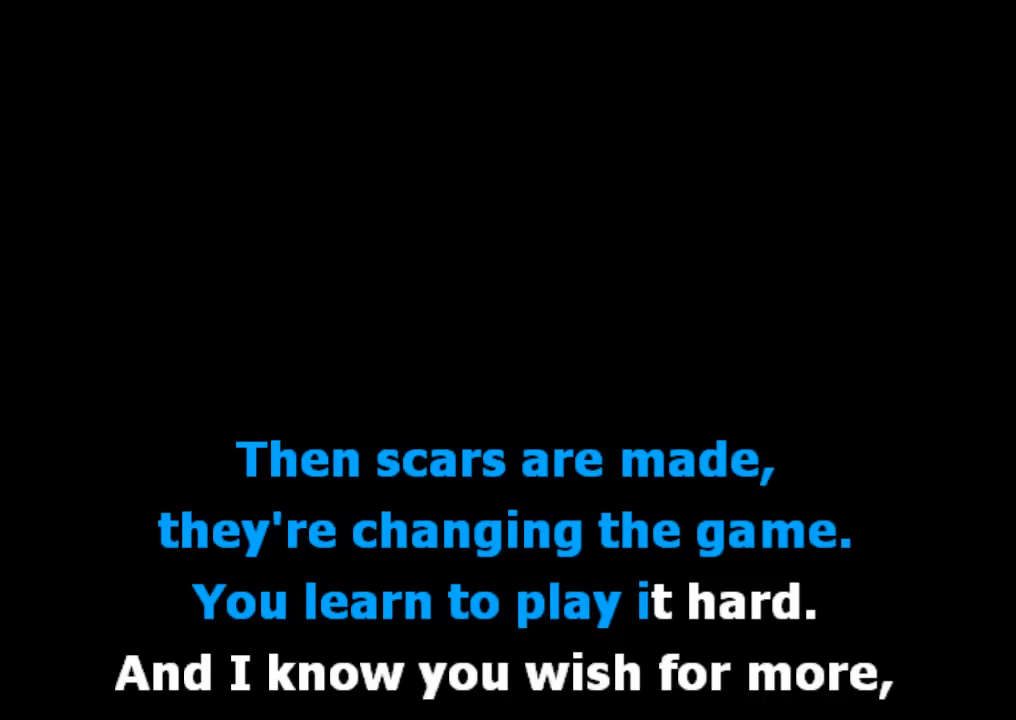 Then scars are made,
they're changing the game.
You learn to play it hard.
And I know you wish for more,